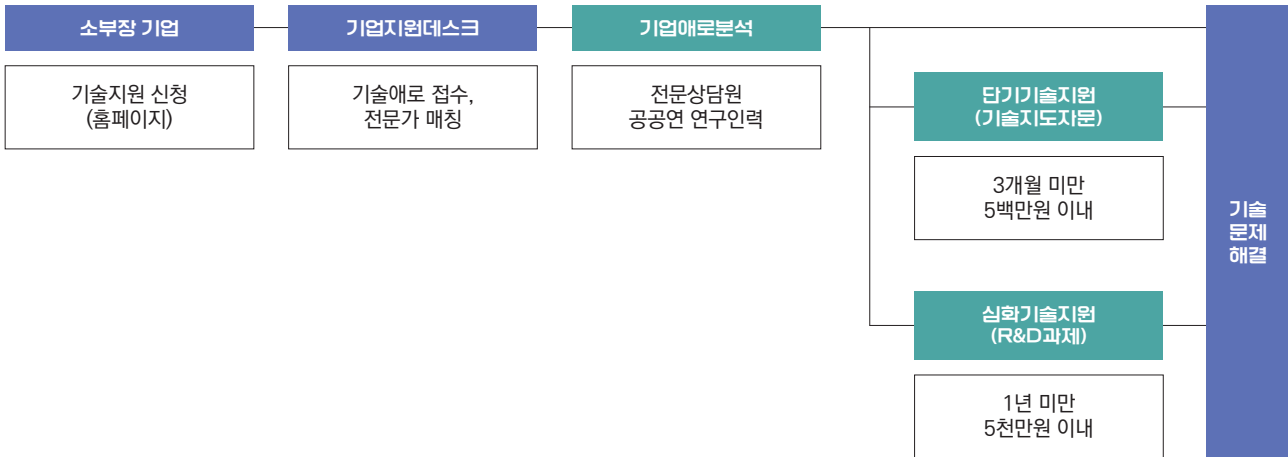 소부장 기업
기술지원 신청
(홈페이지)
기업지원데스크
기술애로 접수,
전문가 매칭
기업애로분석
전문상담원
공공연 연구인력
단기기술지원
(기술지도자문)
3개월 미만
5백만원 이내
심화기술지원
(R&D과제)
1년 미만
5천만원 이내
기술
문제
해결